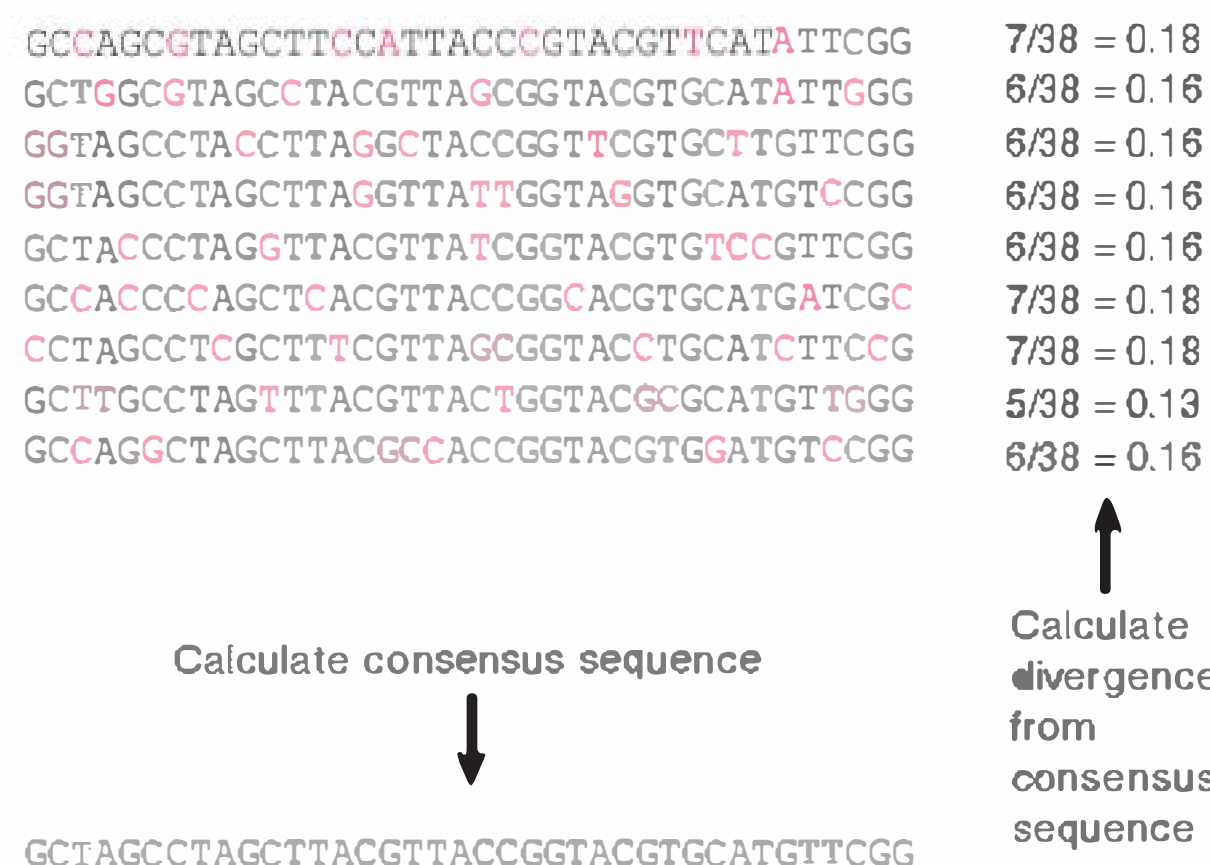 GCCAGCGTAGCTTCCATTACCCGTACGTTCATATTCGG 7/38 = 0.18
GCTGGCGTAGCCTACGTTAGCGGTACGTGCATATTGGG 6/38 = 0.16
GGTAGCCTACCTTAGGCTACCGGTTCGTGCTTGTTCGG 6/38 = 0.16
GGTAGCCTAGCTTAGGTTATTGGTAGGTGCATGTCCGG 6/38 = 0.16
GCTACCCTAGGTTACGTTATCGGTACGTGTCCGTTCGG 6/38 = 0.16
GCCACCCCAGCTCACGTTACCGGCACGTGCATGATCGC 7/38 = 0.18
CCTAGCCTCGCTTTCGTTAGCGGTACCTGCATCTTCCG 7/38 = 0.18
GCTTGCCTAGTTTACGTTACTGGTACGCGCATGTTGGG 5/38 = 0.13
GCCAGGCTAGCTTACGCCACCGGTACGTGGATGTCCGG 6/38 = 0.16
Calculate consensus sequence
Calculate
divergence
from
consensus
sequence
GCTAGCCTAGCTTACGTTACCGGTACGTGCATGTTCGG